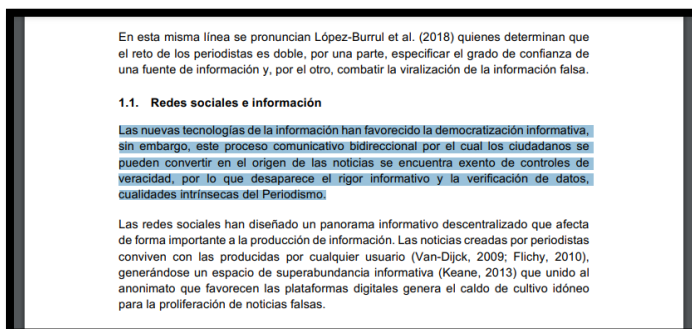 En esta misma línea se pronuncian López-Burrul et al. (2018) quienes determinan que
el reto de los periodistas es doble, por una parte, especificar el grado de confianza de
una fuente de información y, por el otro, combatir la viralización de la información falsa.
1.1. Redes sociales e información
Las nuevas tecnologías de la información han favorecido la democratización informativa,
sin embargo, este proceso comunicativo bidireccional por el cual los ciudadanos se
pueden convertir en el origen de las noticias se encuentra exento de controles de
veracidad, por lo que desaparece el rigor informativo y la verificación de datos,
cualidades intrínsecas del Periodismo.
Las redes sociales han diseñado un panorama informativo descentralizado que afecta
de forma importante a la producción de información. Las noticias creadas por periodistas
conviven con las producidas por cualquier usuario (Van-Dijck, 2009; Flichy, 2010),
generándose un espacio de superabundancia informativa (Keane, 2013) que unido al
anonimato que favorecen las plataformas digitales genera el caldo de cultivo idóneo
para la proliferación de noticias falsas.